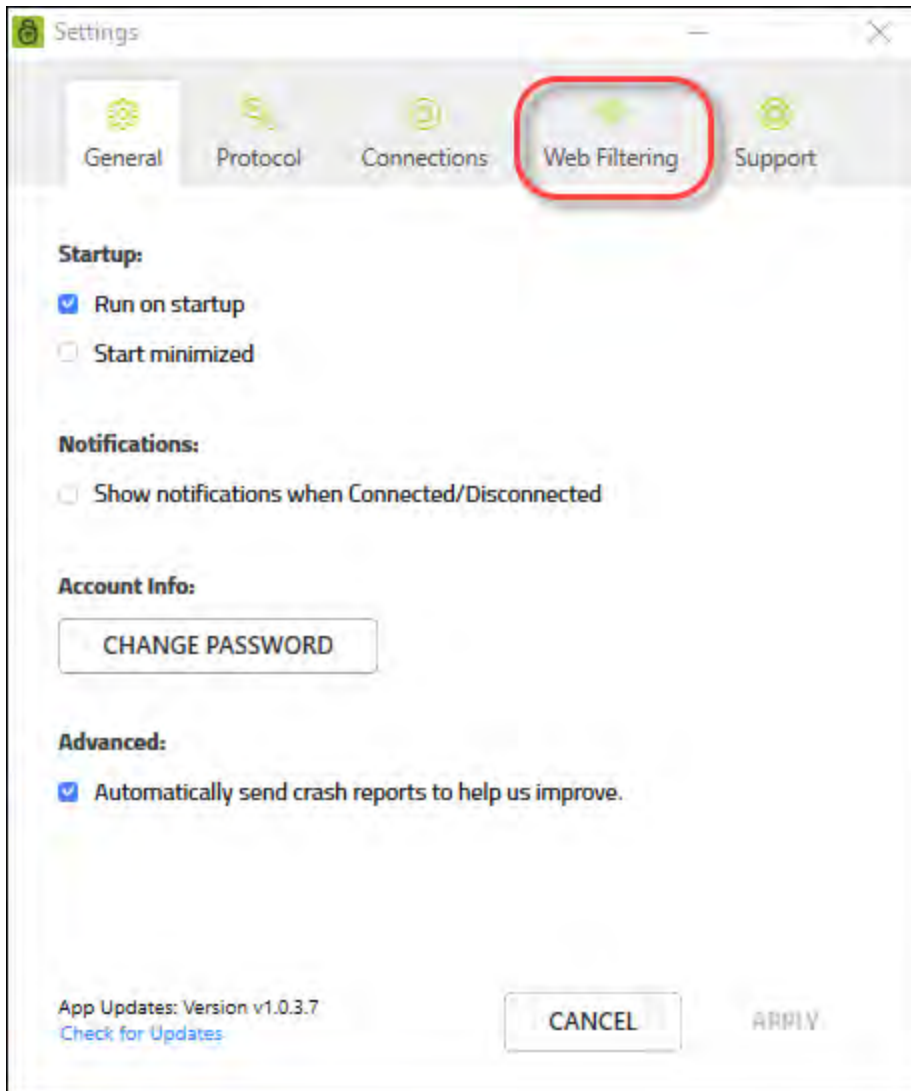 Settings
General Protocol Connections Web Filtering Support
Startup:
Run on startup
Start minimized
Notifications:
Show notifications when Connected/Disconnected
Account Info:
CHANGE PASSWORD
Advanced:
Automatically send crash reports to help us improve.
App Updates: Version v1.0.3.7
Check for Updates
CANCEL APPLY